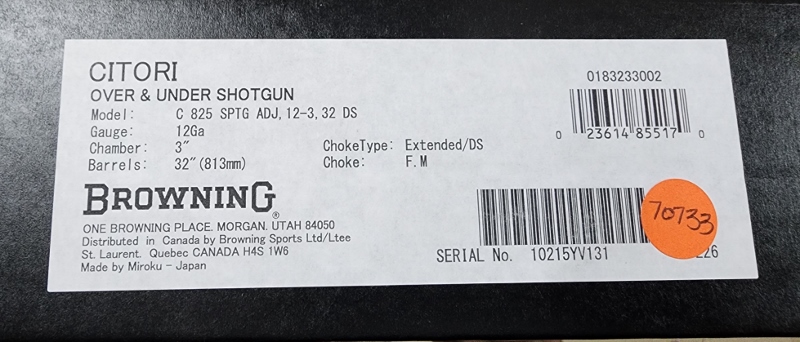 CITORI
OVER & UNDER SHOTGUN
Model: C 825 SPTG ADJ, 12-3, 32 DS
Gauge: 12Ga
Chamber: 3" ChokeType: Extended/DS
Barrels: 32"(813mm) Choke: F.M
0183233002
0 23614 85517 0
BROWNING®
ONE BROWNING PLACE. MORGAN. UTAH 84050
Distributed in Canada by Browning Sports Ltd/Ltee
St. Laurent. Quebec CANADA H4S 1W6
Made by Miroku - Japan
70733
SERIAL No. 10215YV131